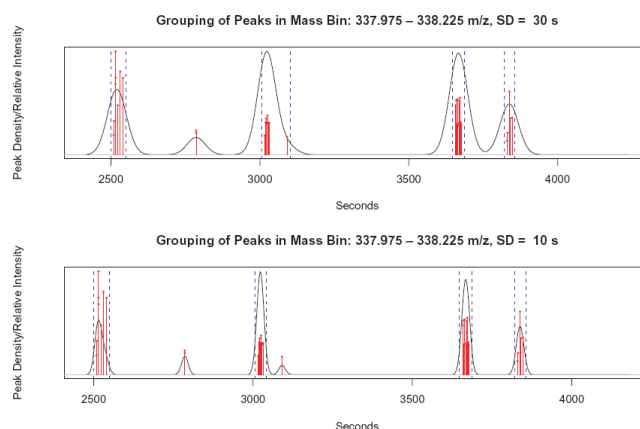 Grouping of Peaks in Mass Bin: 337.975 – 338.225 m/z, SD = 30 s
Peak Density/Relative Intensity
2500 3000 3500 4000
Seconds
Grouping of Peaks in Mass Bin: 337.975 – 338.225 m/z, SD = 10 s
Peak Density/Relative Intensity
2500 3000 3500 4000
Seconds